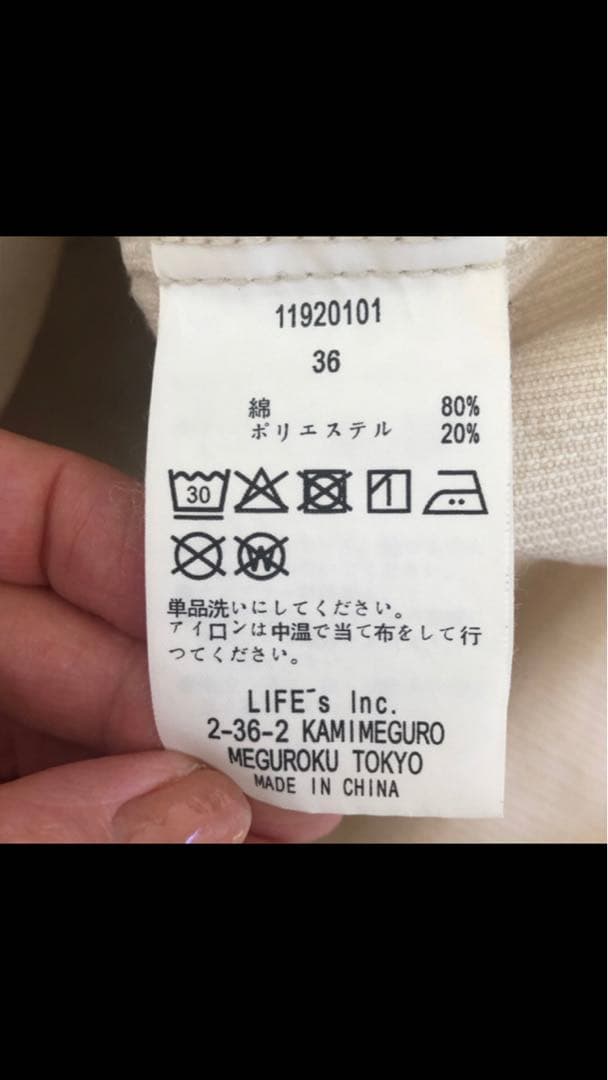 11920101
36
綿 80%
ポリエステル 20%
30
W
単品洗いにしてください。
アイロンは中温で当て布をして行
つてください。
LIFE´s Inc.
2-36-2 KAMIMEGURO
MEGUROKU TOKYO
MADE IN CHINA